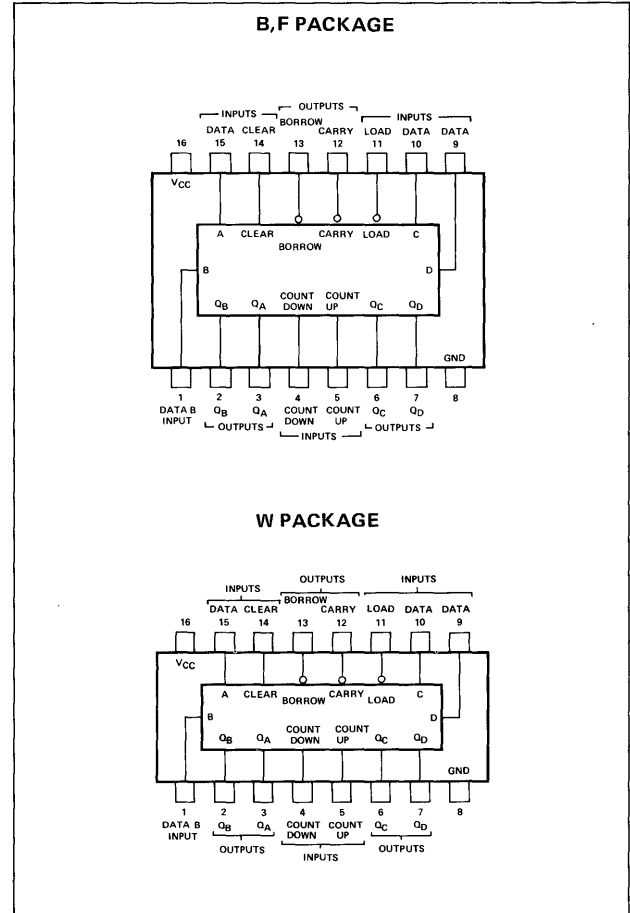 B,F PACKAGE
OUTPUTS
INPUTS BORROW INPUTS
DATA CLEAR CARRY LOAD DATA DATA
16 15 14 13 12 11 10 9
VCC
A CLEAR CARRY LOAD C
BORROW
B D
QB QA COUNT DOWN COUNT UP QC QD
GND
1 2 3 4 5 6 7 8
DATA B INPUT QB QA COUNT DOWN COUNT UP QC QD
OUTPUTS OUTPUTS
INPUTS
W PACKAGE
OUTPUTS INPUTS
INPUTS BORROW
DATA CLEAR CARRY LOAD DATA DATA
16 15 14 13 12 11 10 9
VCC
A CLEAR BORROW CARRY LOAD C
B D
QB QA COUNT DOWN COUNT UP QC QD
GND
1 2 3 4 5 6 7 8
DATA B INPUT QB QA COUNT DOWN COUNT UP QC QD
OUTPUTS OUTPUTS
INPUTS